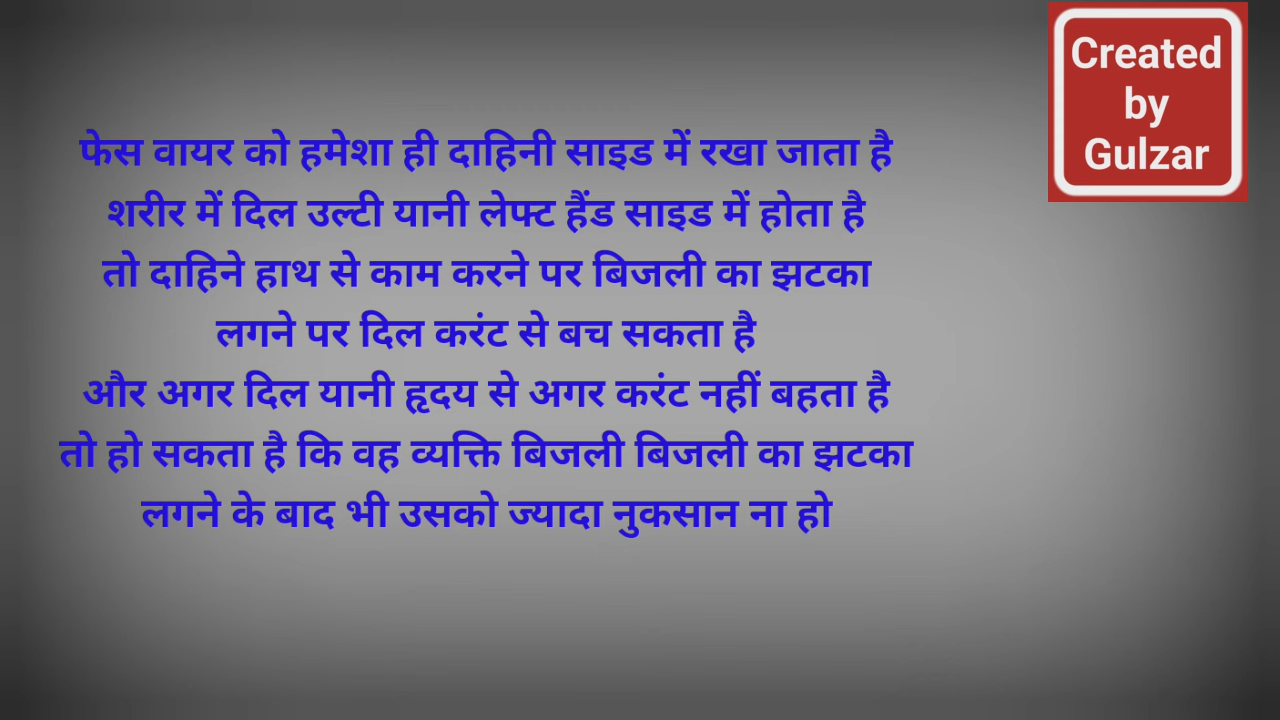 फेस वायर को हमेशा ही दाहिनी साइड में रखा जाता है
शरीर में दिल उल्टी यानी लेफ्ट हैंड साइड में होता है
तो दाहिने हाथ से काम करने पर बिजली का झटका
लगने पर दिल करंट से बच सकता है
और अगर दिल यानी हृदय से अगर करंट नहीं बहता है
तो हो सकता है कि वह व्यक्ति बिजली बिजली का झटका
लगने के बाद भी उसको ज्यादा नुकसान ना हो
Created
by
Gulzar